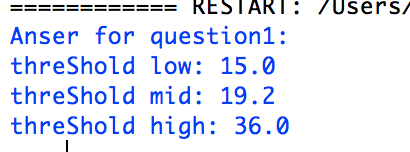 ============ RESTART: /Users/
Anser for question1:
threShold low: 15.0
threShold mid: 19.2
threShold high: 36.0